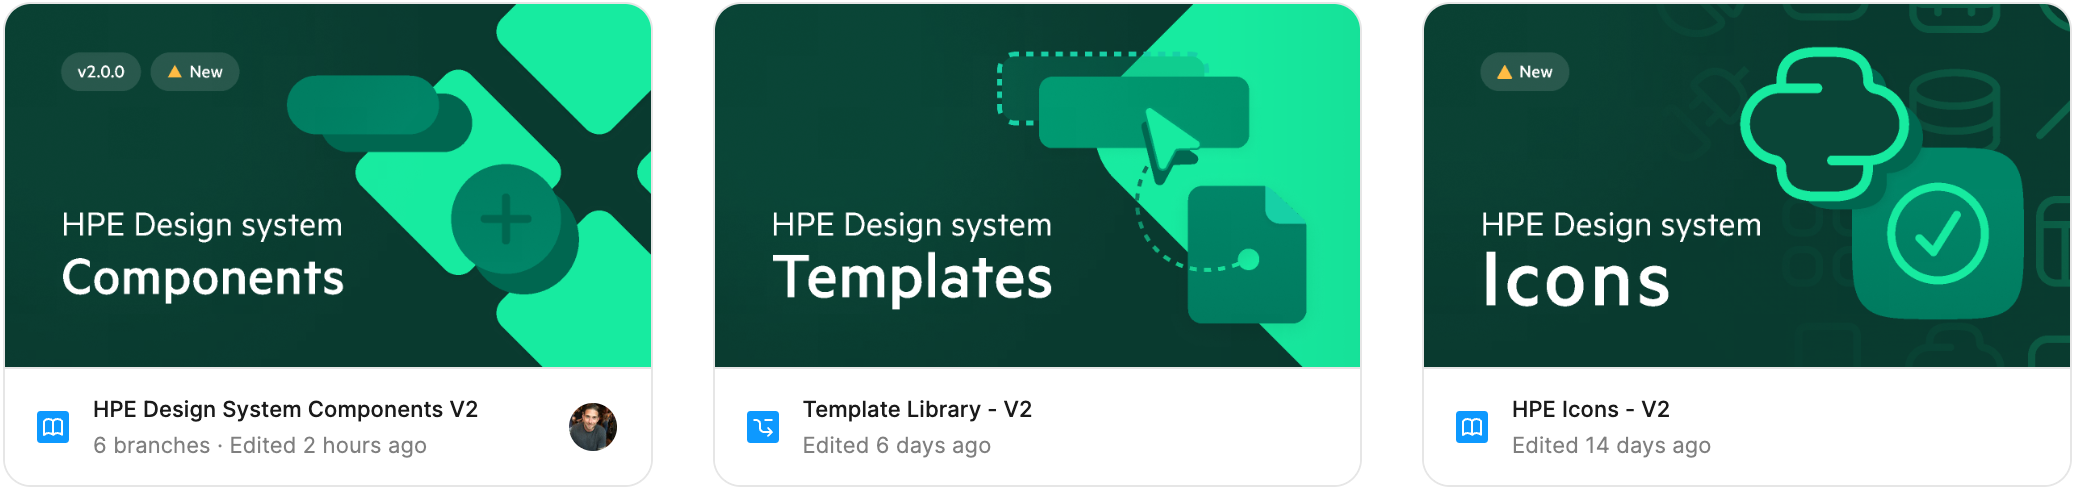 v2.0.0
New
HPE Design system
Components
HPE Design System Components V2
6 branches · Edited 2 hours ago
HPE Design system
Templates
Template Library - V2
Edited 6 days ago
New
HPE Design system
Icons
HPE Icons - V2
Edited 14 days ago